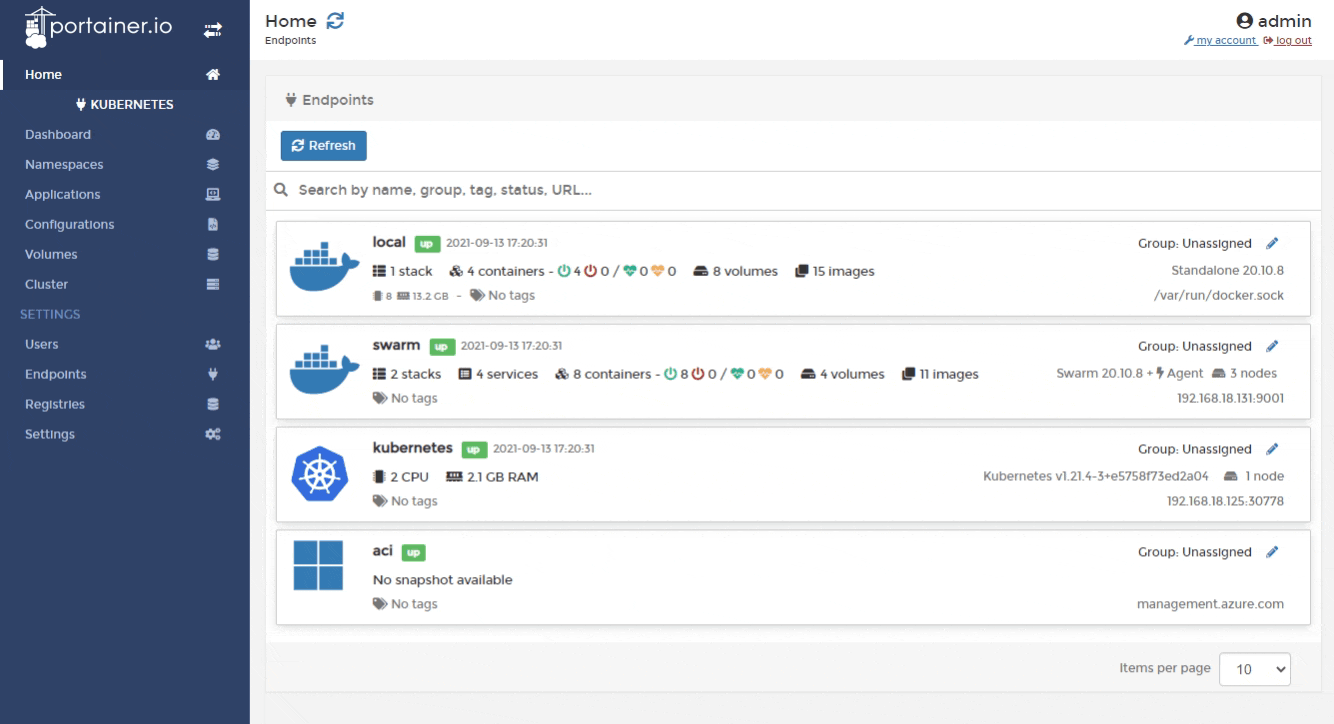 portainer.io
Home
KUBERNETES
Dashboard
Namespaces
Applications
Configurations
Volumes
Cluster
SETTINGS
Users
Endpoints
Registries
Settings
Home
Endpoints
admin
my account log out
Endpoints
Refresh
Search by name, group, tag, status, URL...
local up 2021-09-13 17:20:31 Group: Unassigned
1 stack 4 containers - 4 0 / 0 0 8 volumes 15 images Standalone 20.10.8
8 13.2 GB - No tags /var/run/docker.sock
swarm up 2021-09-13 17:20:31 Group: Unassigned
2 stacks 4 services 8 containers - 8 0 / 0 0 4 volumes 11 images Swarm 20.10.8 + Agent 3 nodes
No tags 192.168.18.131:9001
kubernetes up 2021-09-13 17:20:31 Group: Unassigned
2 CPU 2.1 GB RAM Kubernetes v1.21.4-3+e5758f73ed2a04 1 node
No tags 192.168.18.125:30778
aci up Group: Unassigned
No snapshot available
No tags management.azure.com
Items per page 10